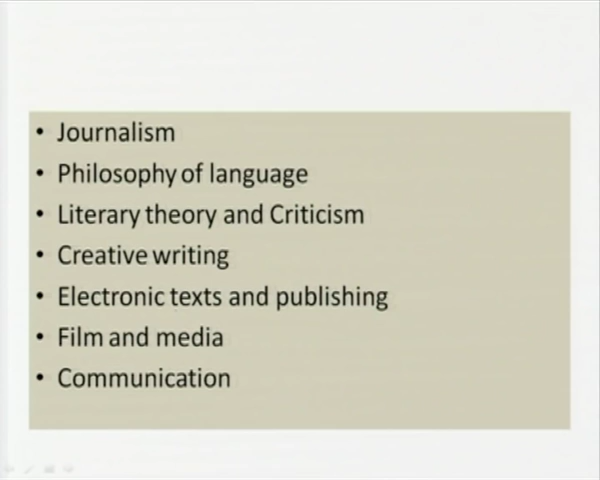 • Journalism
• Philosophy of language
• Literary theory and Criticism
• Creative writing
• Electronic texts and publishing
• Film and media
• Communication